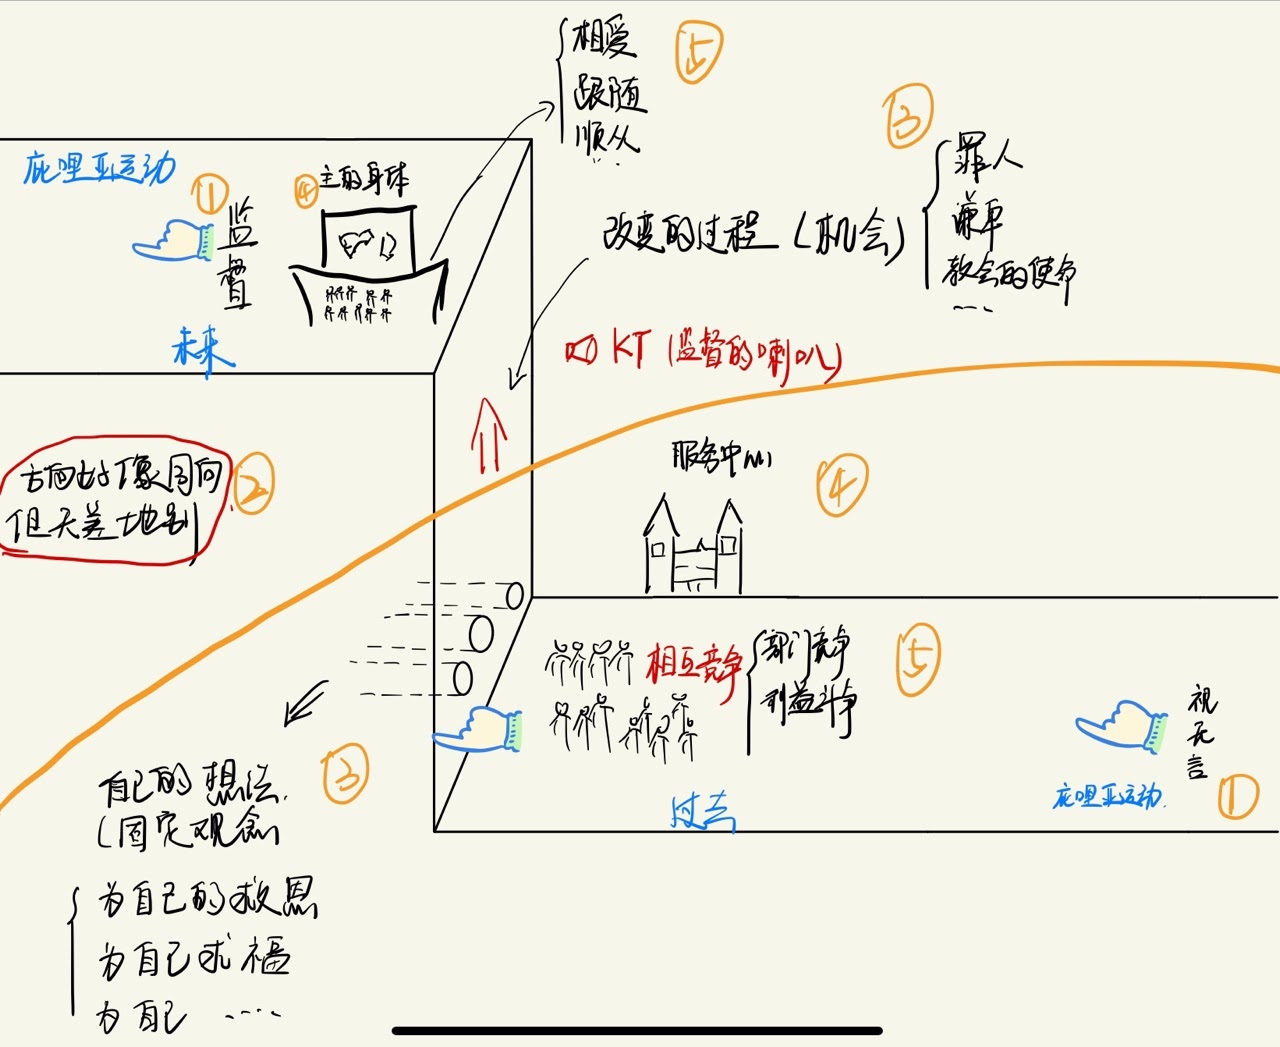 相爱
⑤
跟随
顺从
……
③
罪人
谦卑
教会的使命
……
改变的过程（机会）
庇哩亚运动
①
监督
④主的身体
未来
KT（监督的喇叭）
方向好像同向
但天差地别
②
服务中心
④
相互竞争
部门竞争
利益斗争
⑤
过去
视无言
庇哩亚运动.
①
③
自己的想法.
（固定观念
为自己的救恩
为自己求福
为自己……